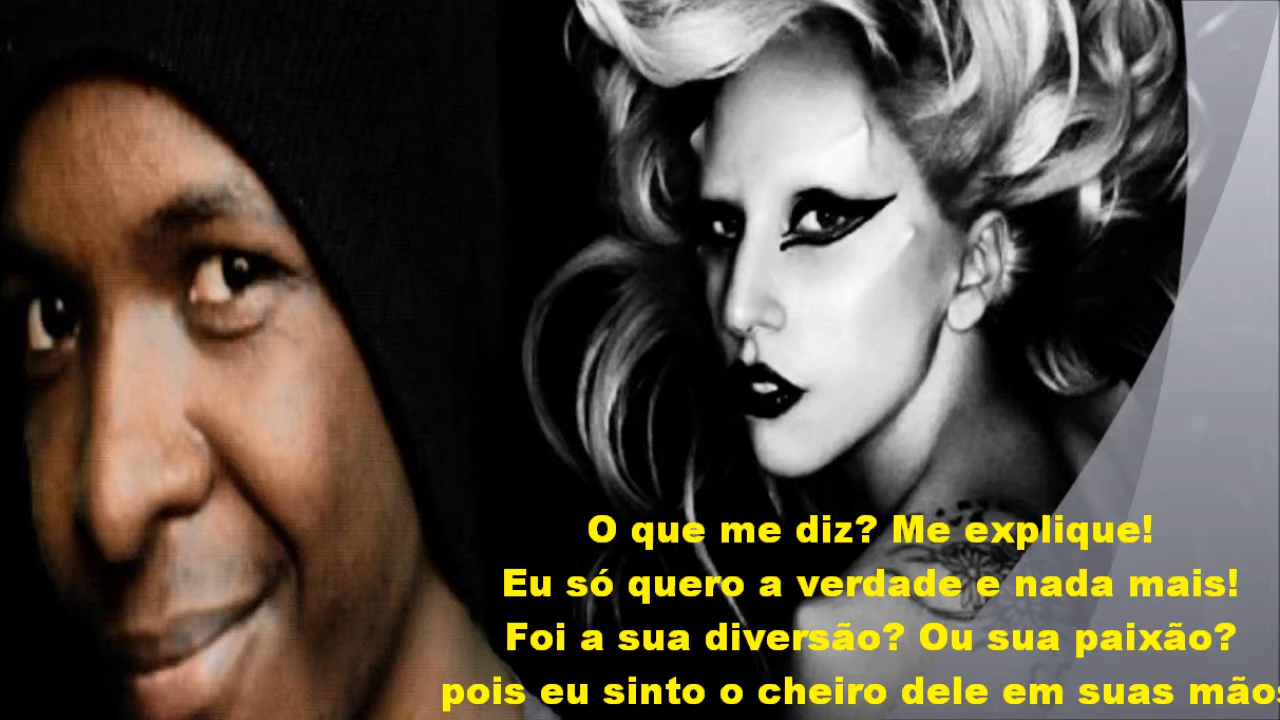 O que me diz? Me explique!
Eu só quero a verdade e nada mais!
Foi a sua diversão? Ou sua paixão?
pois eu sinto o cheiro dele em suas mãos